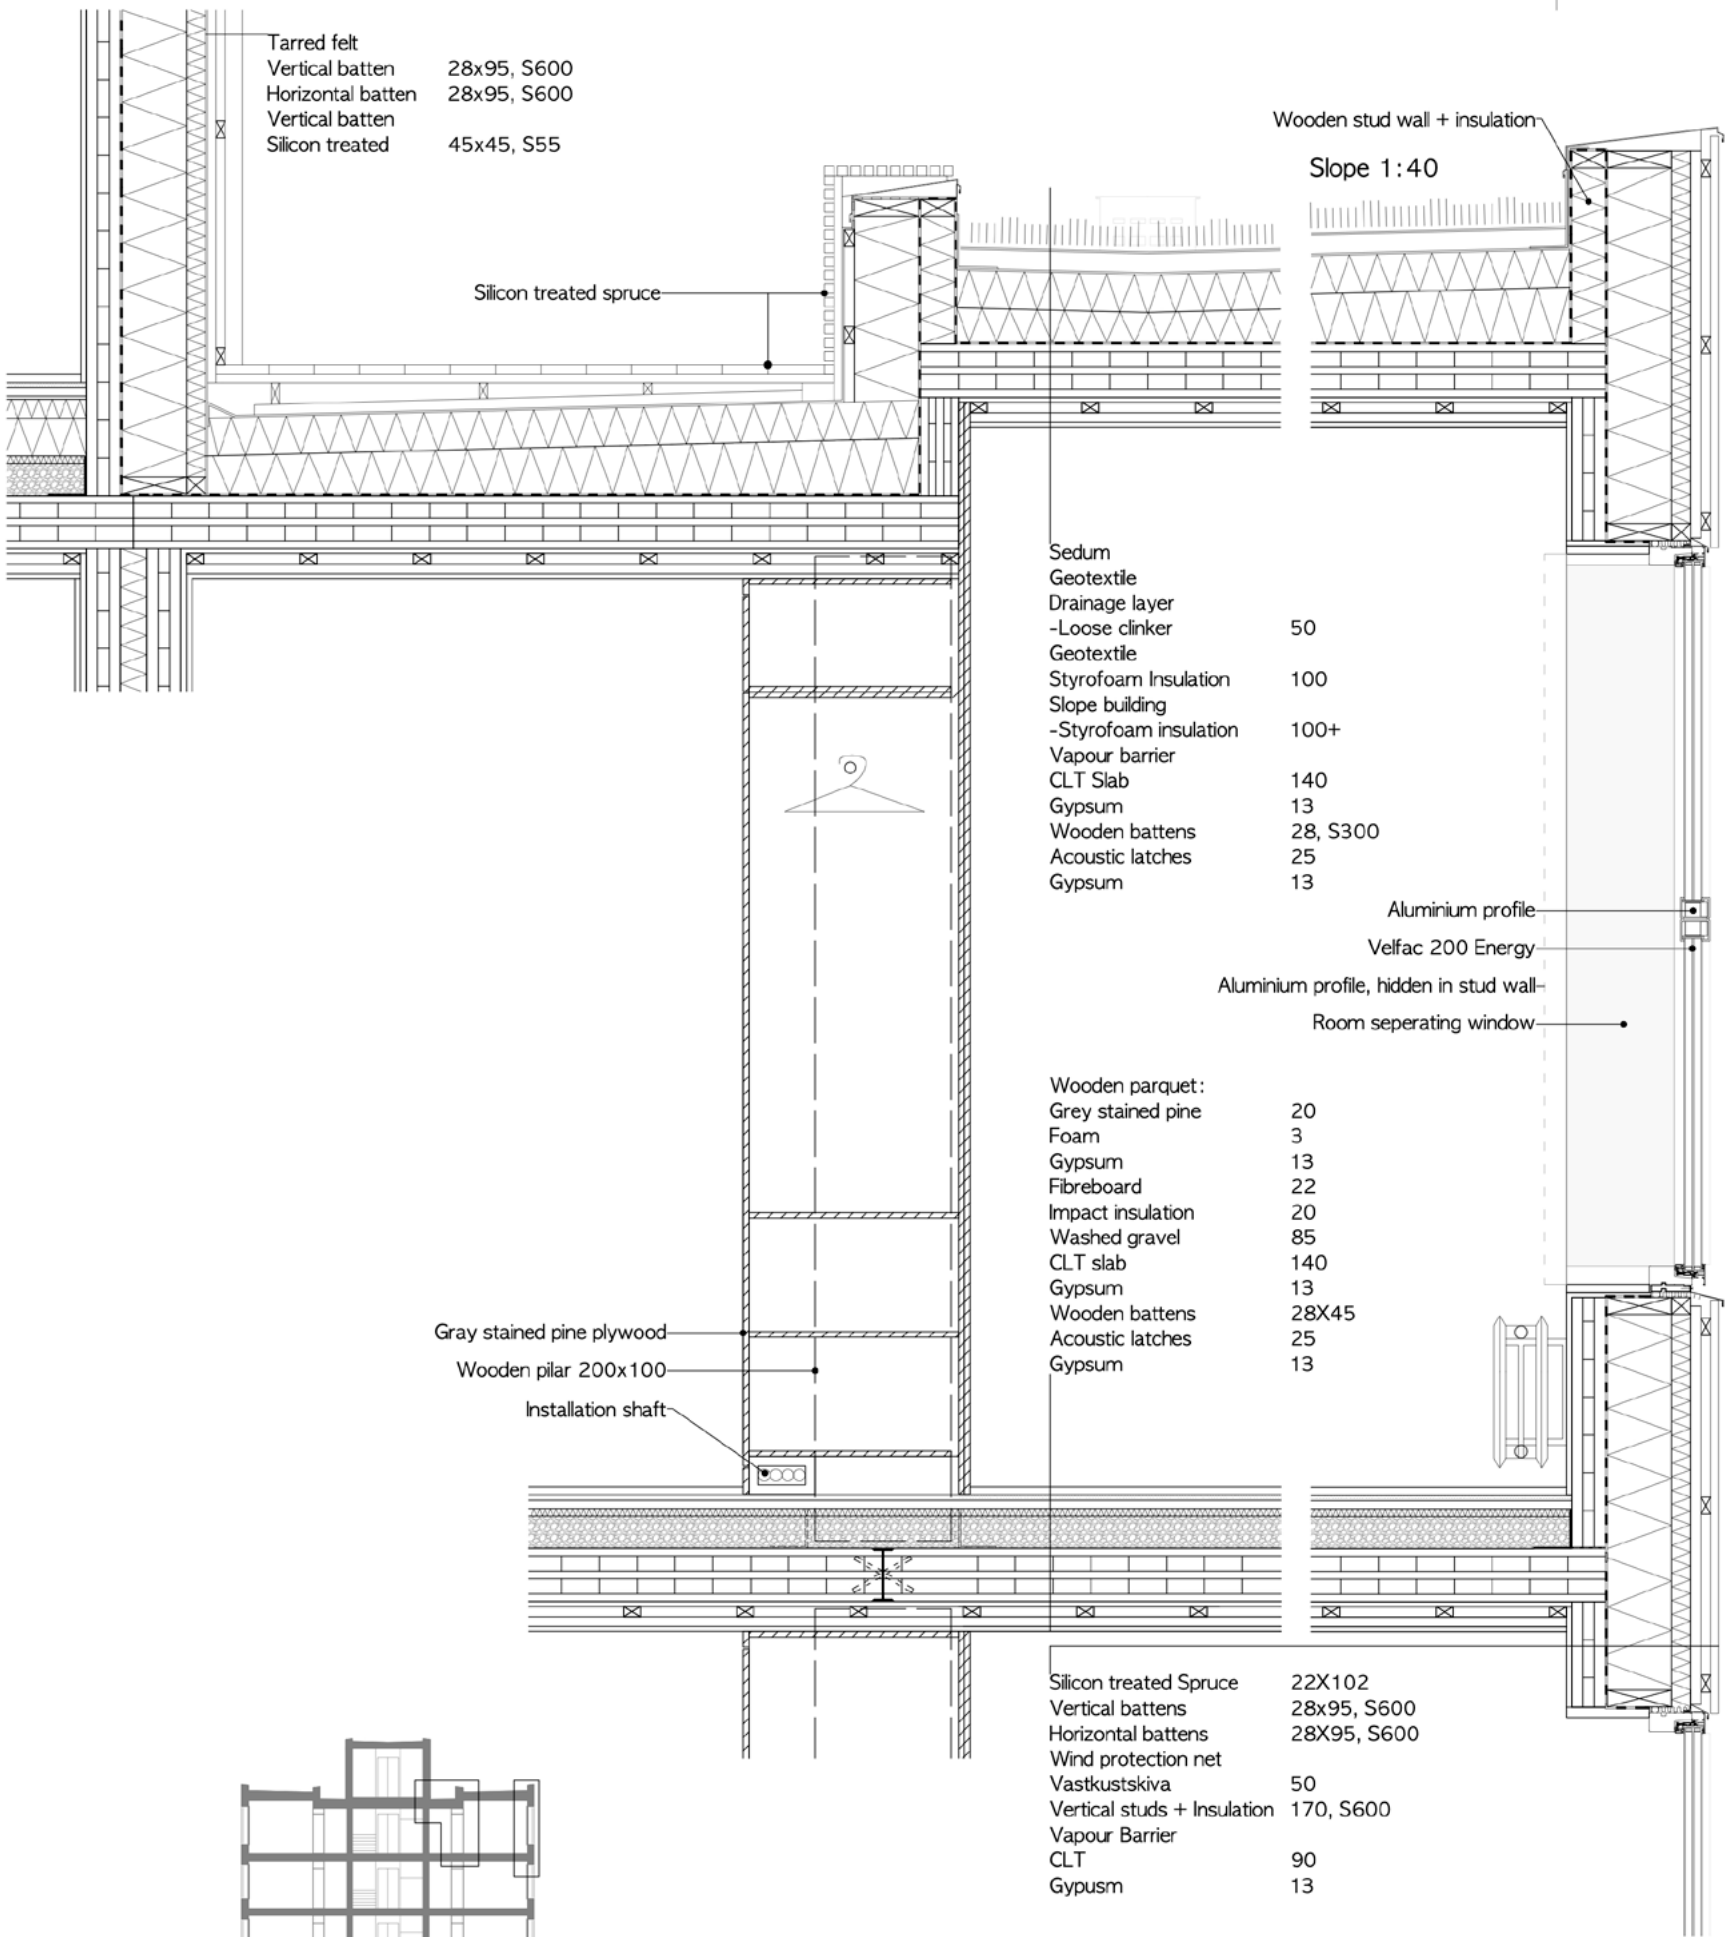 Tarred felt
Vertical batten 28x95, S600
Horizontal batten 28x95, S600
Vertical batten
Silicon treated 45x45, S55
Wooden stud wall + insulation
Slope 1:40
Silicon treated spruce
Sedum
Geotextile
Drainage layer
-Loose clinker 50
Geotextile
Styrofoam Insulation 100
Slope building
-Styrofoam insulation 100+
Vapour barrier
CLT Slab 140
Gypsum 13
Wooden battens 28, S300
Acoustic latches 25
Gypsum 13
Aluminium profile
Velfac 200 Energy
Aluminium profile, hidden in stud wall
Room seperating window
Wooden parquet:
Grey stained pine 20
Foam 3
Gypsum 13
Fibreboard 22
Impact insulation 20
Washed gravel 85
CLT slab 140
Gypsum 13
Wooden battens 28X45
Acoustic latches 25
Gypsum 13
Gray stained pine plywood
Wooden pilar 200x100
Installation shaft
Silicon treated Spruce 22X102
Vertical battens 28x95, S600
Horizontal battens 28X95, S600
Wind protection net
Vastkustskiva 50
Vertical studs + Insulation 170, S600
Vapour Barrier
CLT 90
Gypusm 13